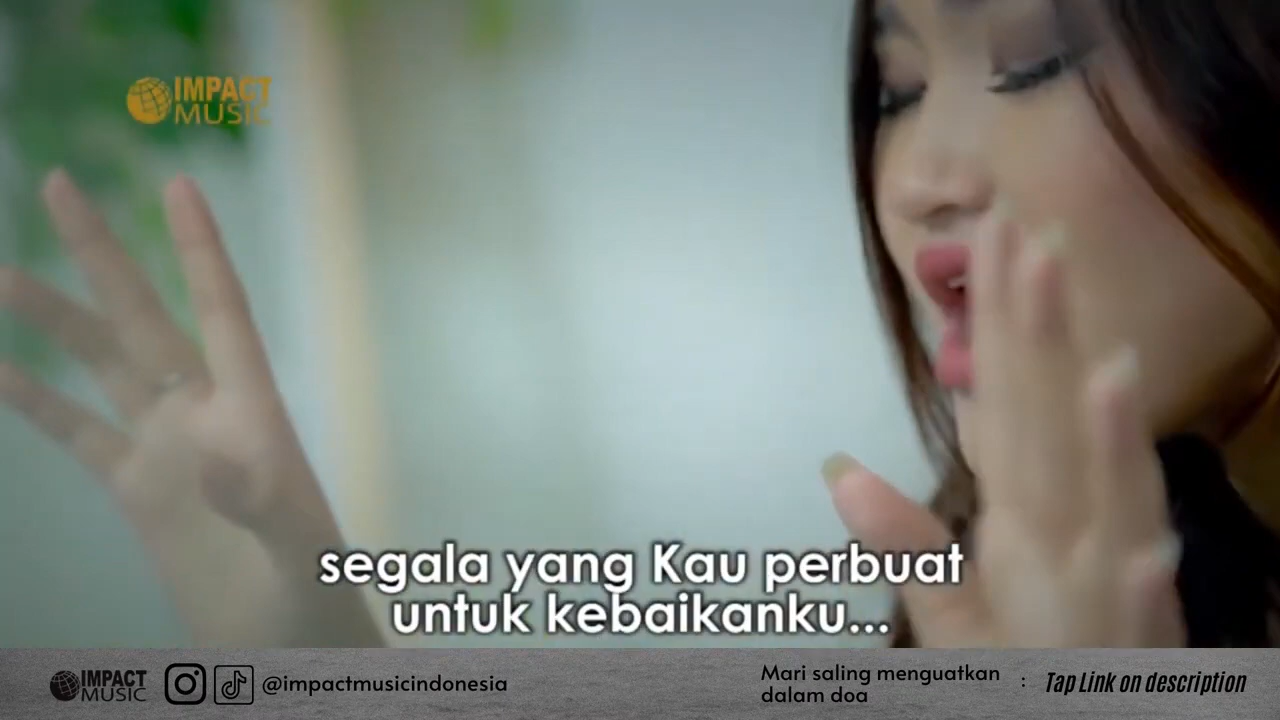 IMPACT
MUSIC
segala yang Kau perbuat
untuk kebaikanku...
IMPACT
MUSIC
@impactmusicindonesia
Mari saling menguatkan
dalam doa
:
Tap Link on description